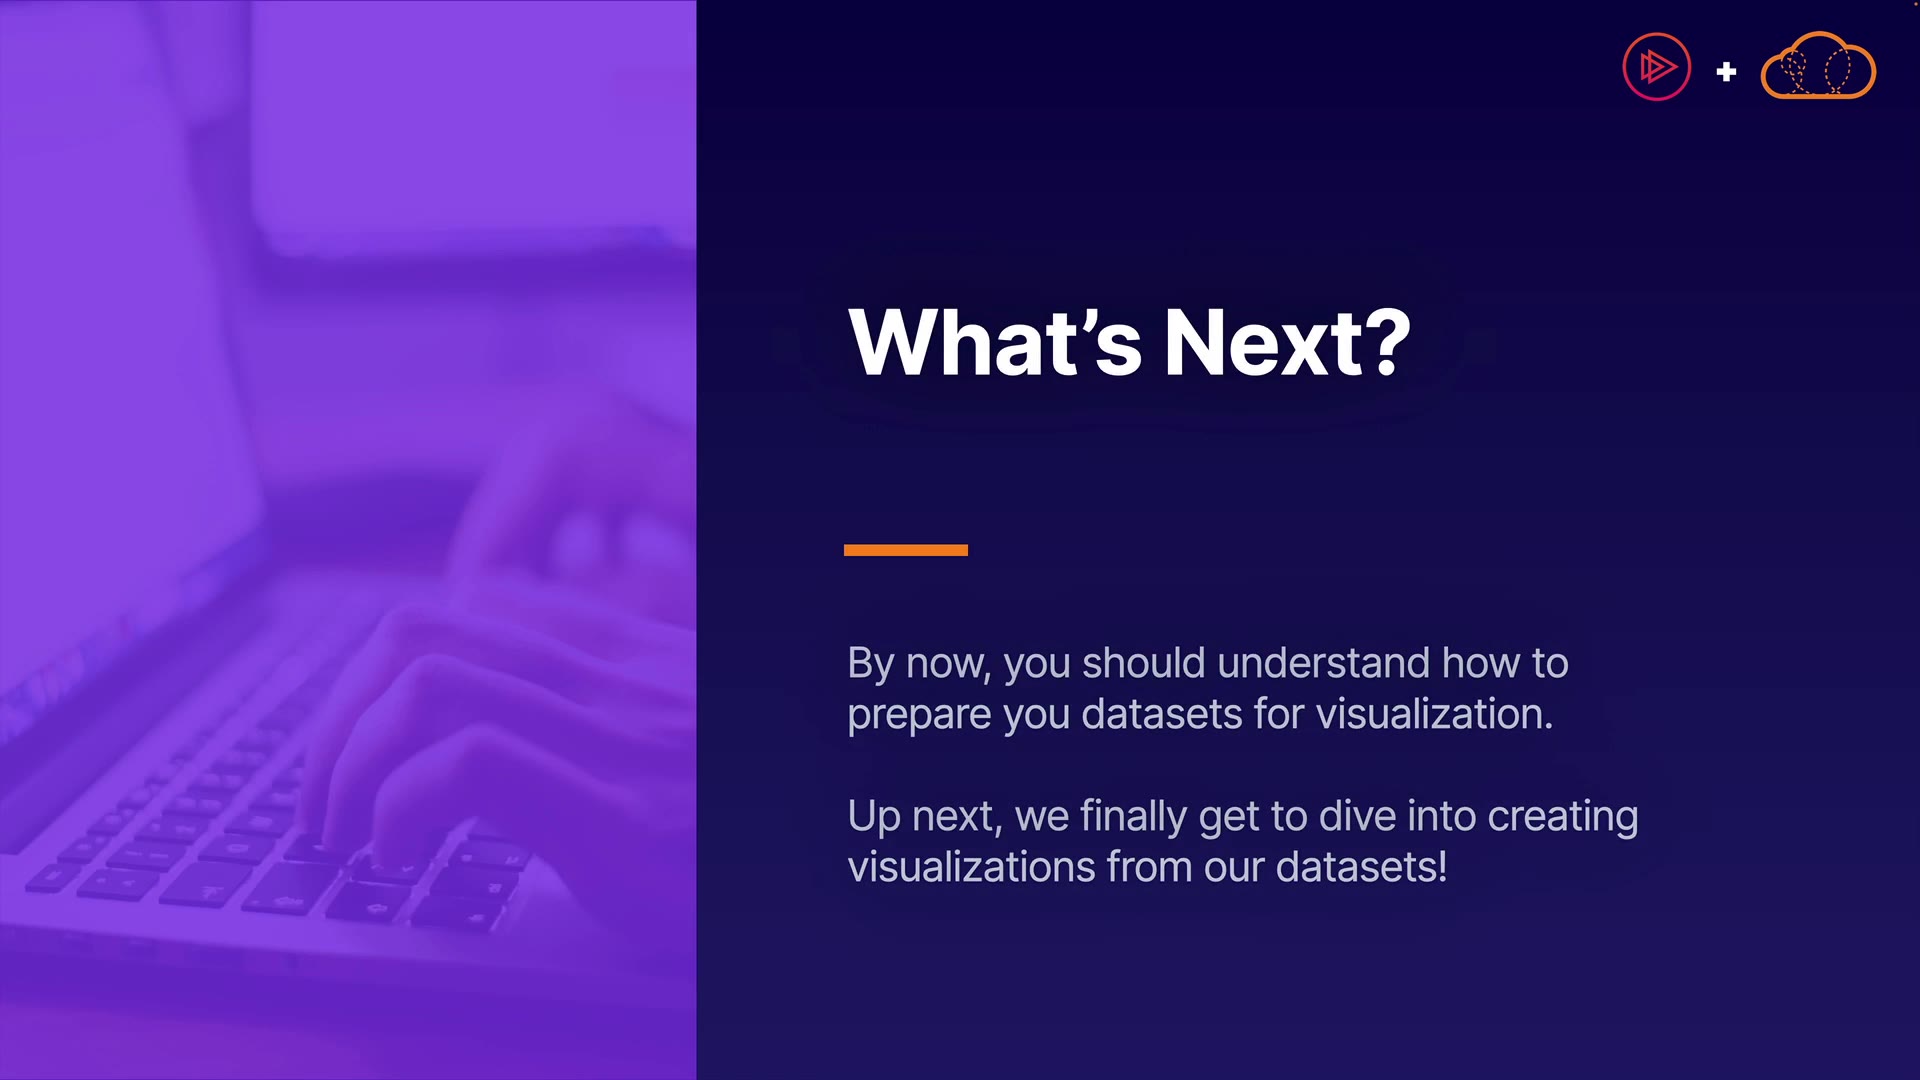 What’s Next?
By now, you should understand how to
prepare you datasets for visualization.
Up next, we finally get to dive into creating
visualizations from our datasets!